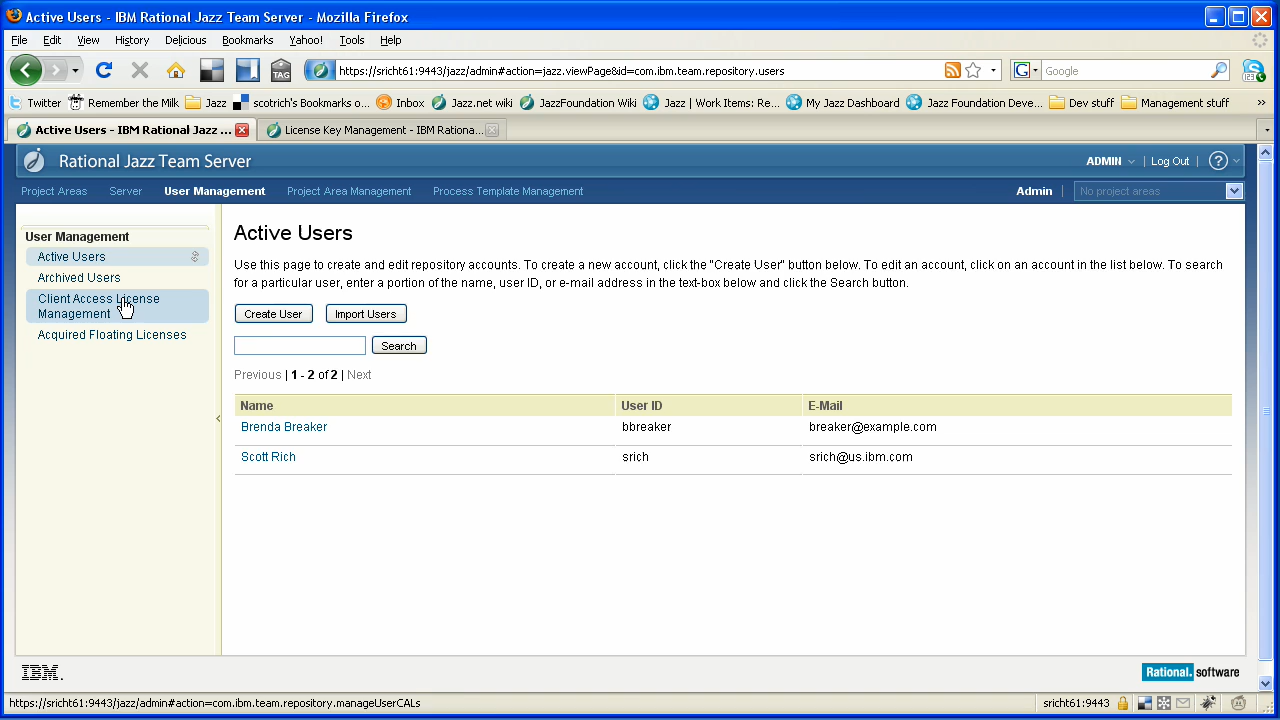 Active Users - IBM Rational Jazz Team Server - Mozilla Firefox
File Edit View History Delicious Bookmarks Yahoo! Tools Help
TAG https://sricht61:9443/jazz/admin#action=jazz.viewPage&id=com.ibm.team.repository.users G Google
Twitter Remember the Milk Jazz scotrich's Bookmarks o... Inbox Jazz.net wiki JazzFoundation Wiki Jazz | Work Items: Re... My Jazz Dashboard Jazz Foundation Deve... Dev stuff Management stuff »
Active Users - IBM Rational Jazz ... License Key Management - IBM Rationa...
Rational Jazz Team Server ADMIN | Log Out | ?
Project Areas Server User Management Project Area Management Process Template Management Admin | No project areas
User Management
Active Users
Archived Users
Client Access License
Management
Acquired Floating Licenses
Active Users
Use this page to create and edit repository accounts. To create a new account, click the "Create User" button below. To edit an account, click on an account in the list below. To search
for a particular user, enter a portion of the name, user ID, or e-mail address in the text-box below and click the Search button.
Create User Import Users
Search
Previous | 1 - 2 of 2 | Next
Name User ID E-Mail
Brenda Breaker bbreaker breaker@example.com
Scott Rich srich srich@us.ibm.com
IBM. Rational. software
https://sricht61:9443/jazz/admin#action=com.ibm.team.repository.manageUserCALs sricht61:9443